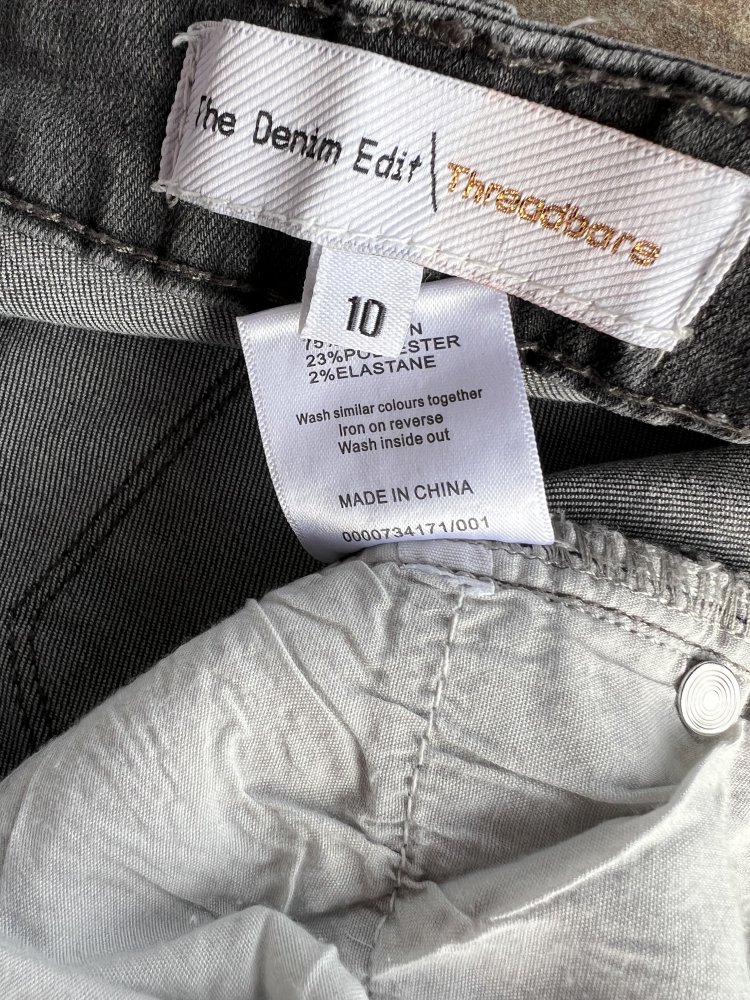 The Denim Edit | Threadbare
10
23%POLYESTER
2%ELASTANE
Wash similar colours together
Iron on reverse
Wash inside out
MADE IN CHINA
0000734171/001